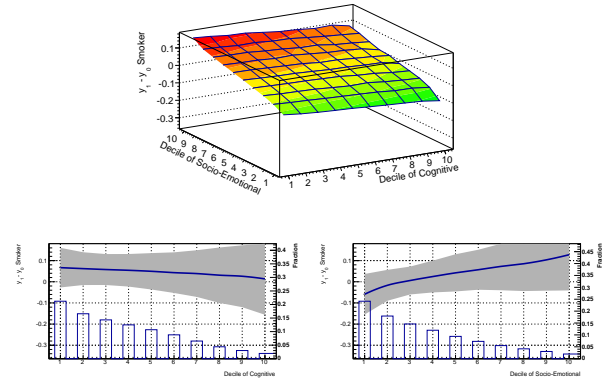 y1 - y0 Smoker
0.1
0
-0.1
-0.2
-0.3
10 9 8 7 6 5 4 3 2 1
Decile of Socio-Emotional
1 2 3 4 5 6 7 8 9 10
Decile of Cognitive
y1 - y0 Smoker
0.1
0
-0.1
-0.2
-0.3
1 2 3 4 5 6 7 8 9 10
Decile of Cognitive
Fraction
0.4
0.35
0.3
0.25
0.2
0.15
0.1
0.05
0
y1 - y0 Smoker
0.1
0
-0.1
-0.2
-0.3
1 2 3 4 5 6 7 8 9 10
Decile of Socio-Emotional
Fraction
0.45
0.4
0.35
0.3
0.25
0.2
0.15
0.1
0.05
0